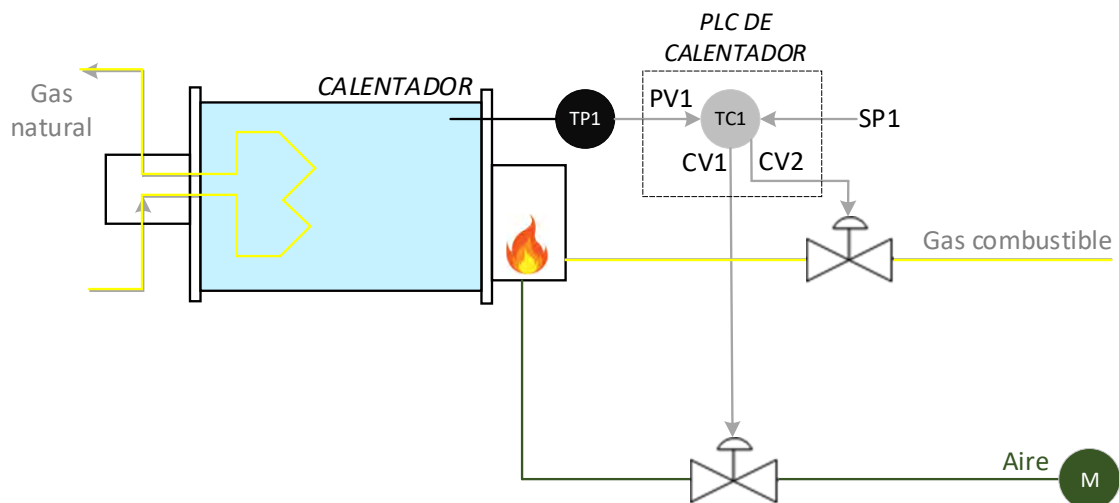 PLC DE
CALENTADOR
CALENTADOR
Gas
natural
TP1
PV1
TC1
SP1
CV1
CV2
Gas combustible
Aire
M